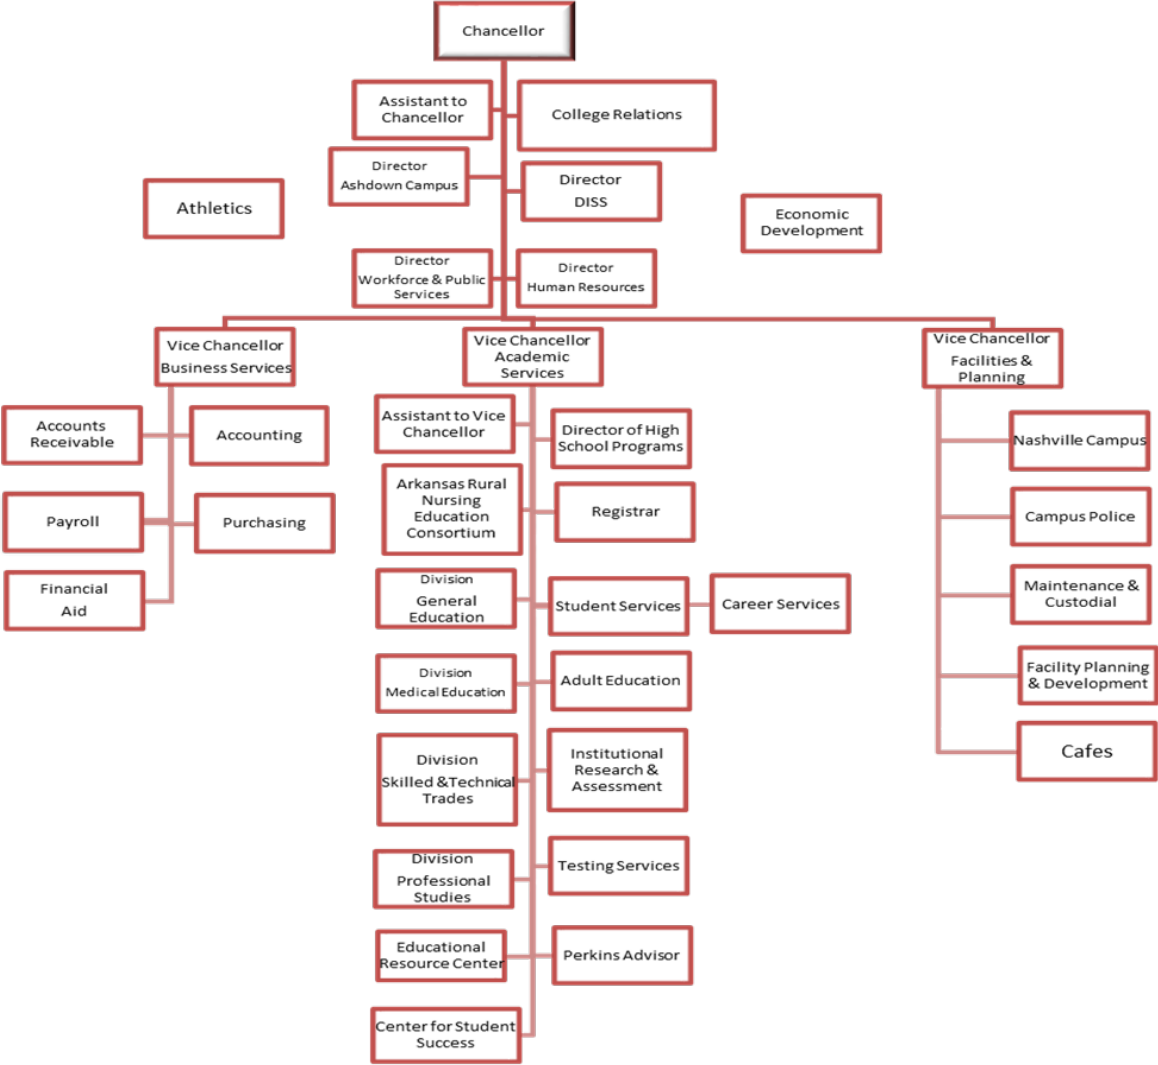 Chancellor
Assistant to
Chancellor
College Relations
Director
Ashdown Campus
Director
DISS
Athletics
Economic
Development
Director
Workforce & Public
Services
Director
Human Resources
Vice Chancellor
Business Services
Vice Chancellor
Academic
Services
Vice Chancellor
Facilities &
Planning
Accounts
Receivable
Accounting
Payroll
Purchasing
Financial
Aid
Assistant to Vice
Chancellor
Director of High
School Programs
Arkansas Rural
Nursing
Education
Consortium
Registrar
Division
General
Education
Student Services
Career Services
Division
Medical Education
Adult Education
Division
Skilled &Technical
Trades
Institutional
Research &
Assessment
Division
Professional
Studies
Testing Services
Educational
Resource Center
Perkins Advisor
Center for Student
Success
Nashville Campus
Campus Police
Maintenance &
Custodial
Facility Planning
& Development
Cafes